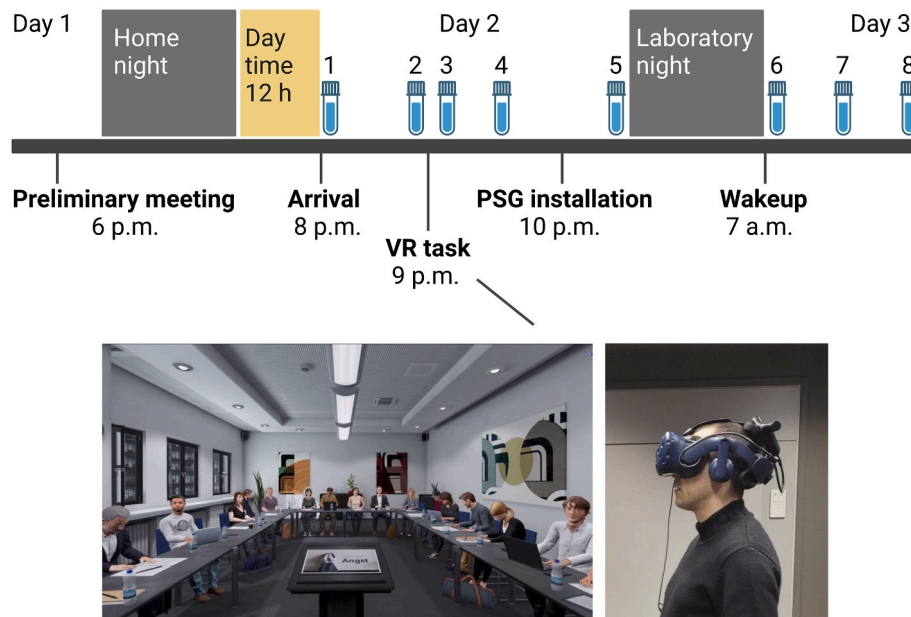 Day 1
Day 2
Day 3
Home
night
Day
time
12 h
Laboratory
night
1
2
3
4
5
6
7
8
Preliminary meeting
6 p.m.
Arrival
8 p.m.
VR task
9 p.m.
PSG installation
10 p.m.
Wakeup
7 a.m.
Angst